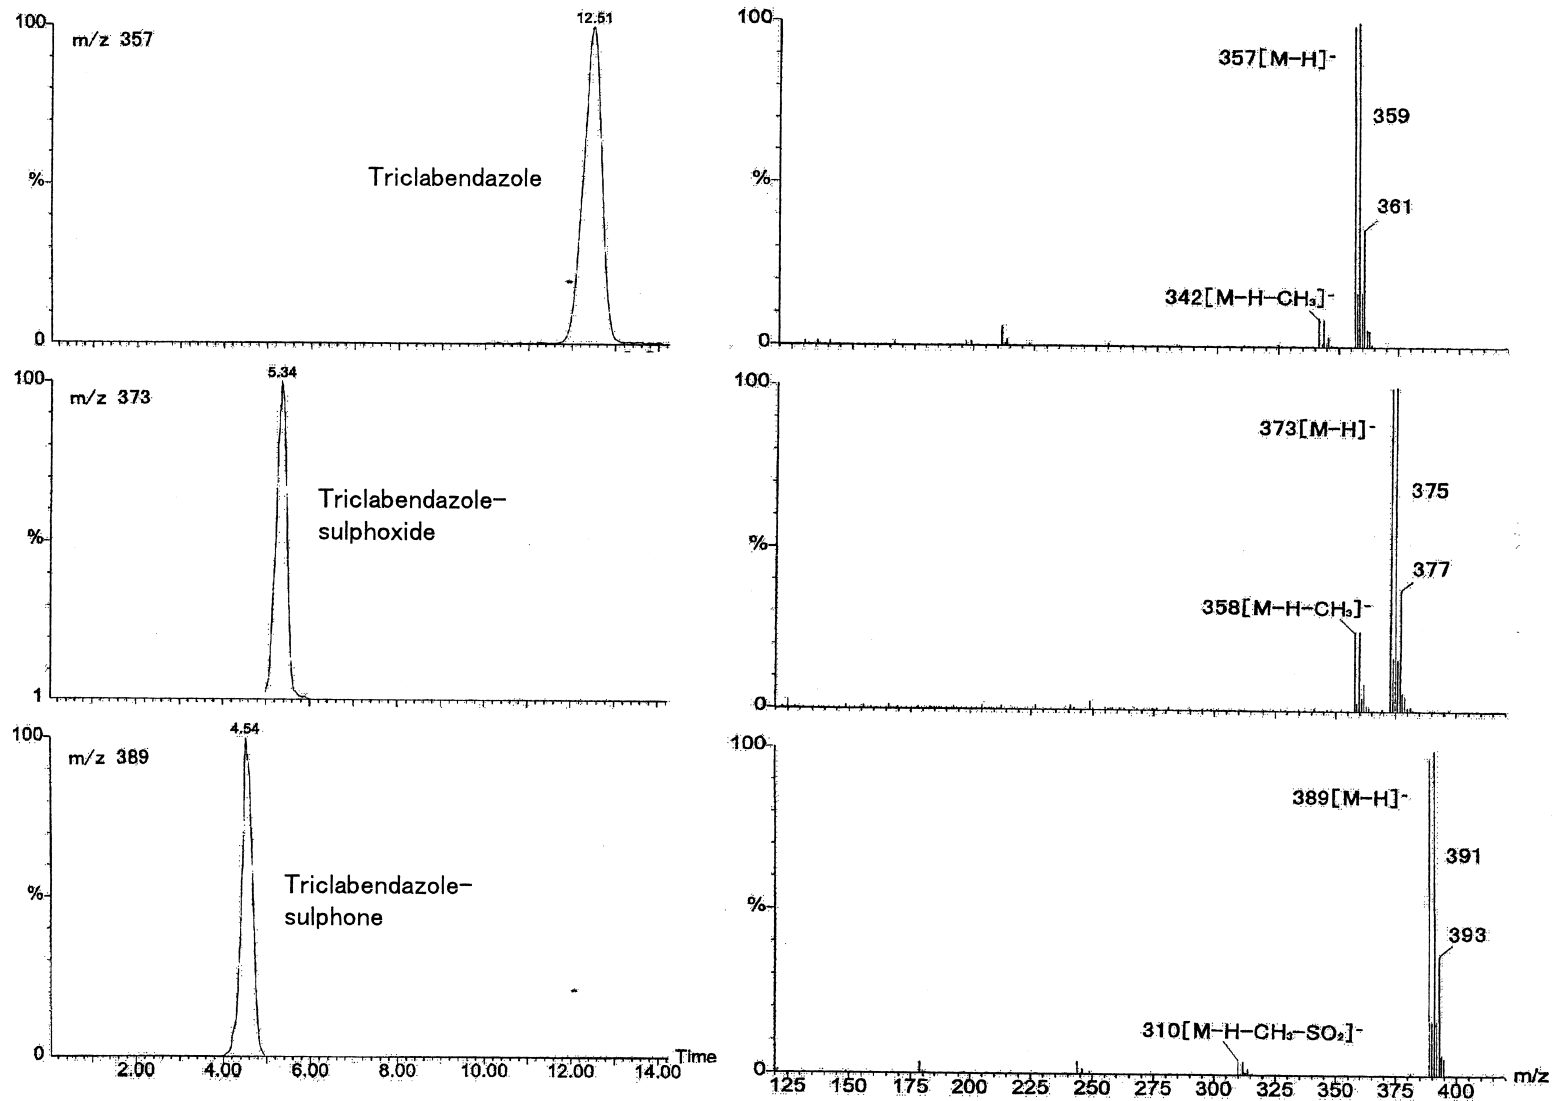 100
12.51
m/z 357
%
Triclabendazole
0
100
357[M-H]-
359
%
361
342[M-H-CH₃]-
0
100
5.34
m/z 373
Triclabendazole-
sulphoxide
%
1
100
373[M-H]-
375
%
377
358[M-H-CH₃]-
0
100
4.54
m/z 389
%
Triclabendazole-
sulphone
0
2.00 4.00 6.00 8.00 10.00 12.00 14.00
Time
100
389[M-H]-
391
%
393
310[M-H-CH₃-SO₂]-
0
125 150 175 200 225 250 275 300 325 350 375 400
m/z